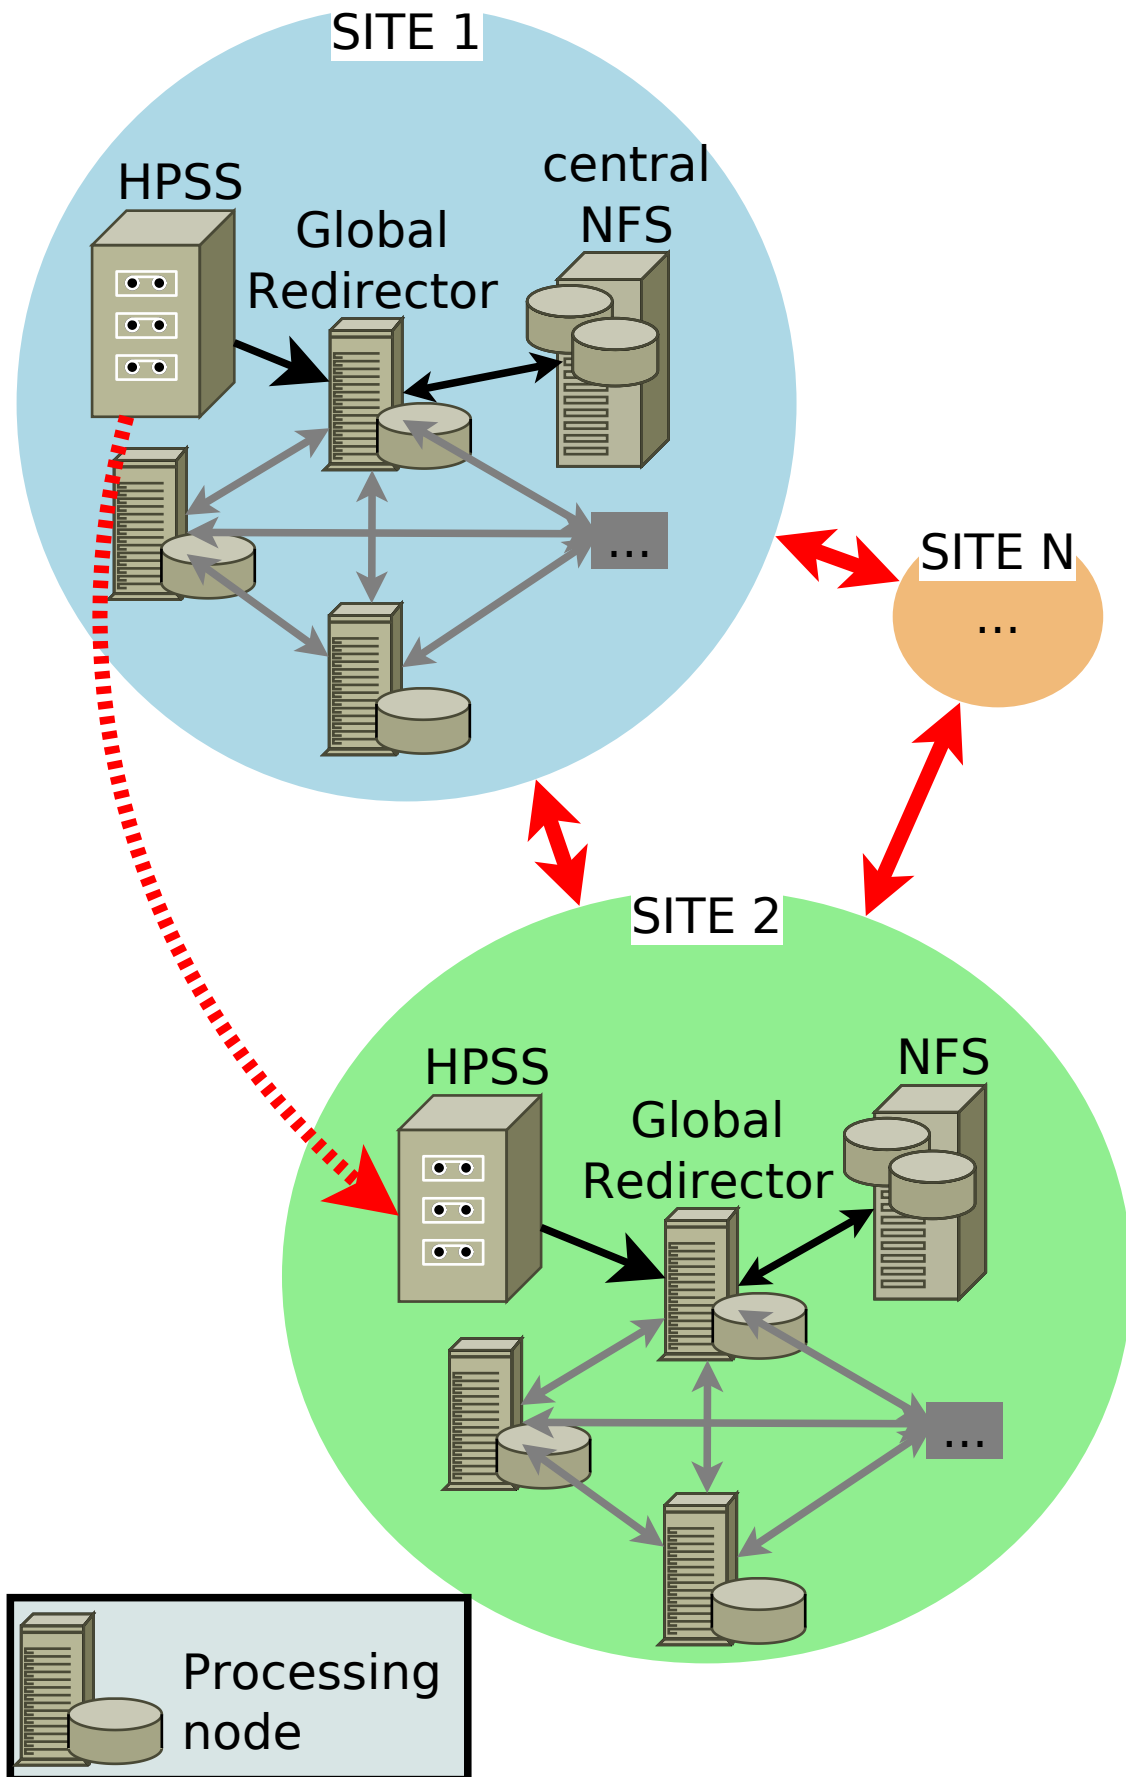 SITE 1
HPSS
central
NFS
Global
Redirector
...
SITE N
...
SITE 2
HPSS
NFS
Global
Redirector
...
Processing
node